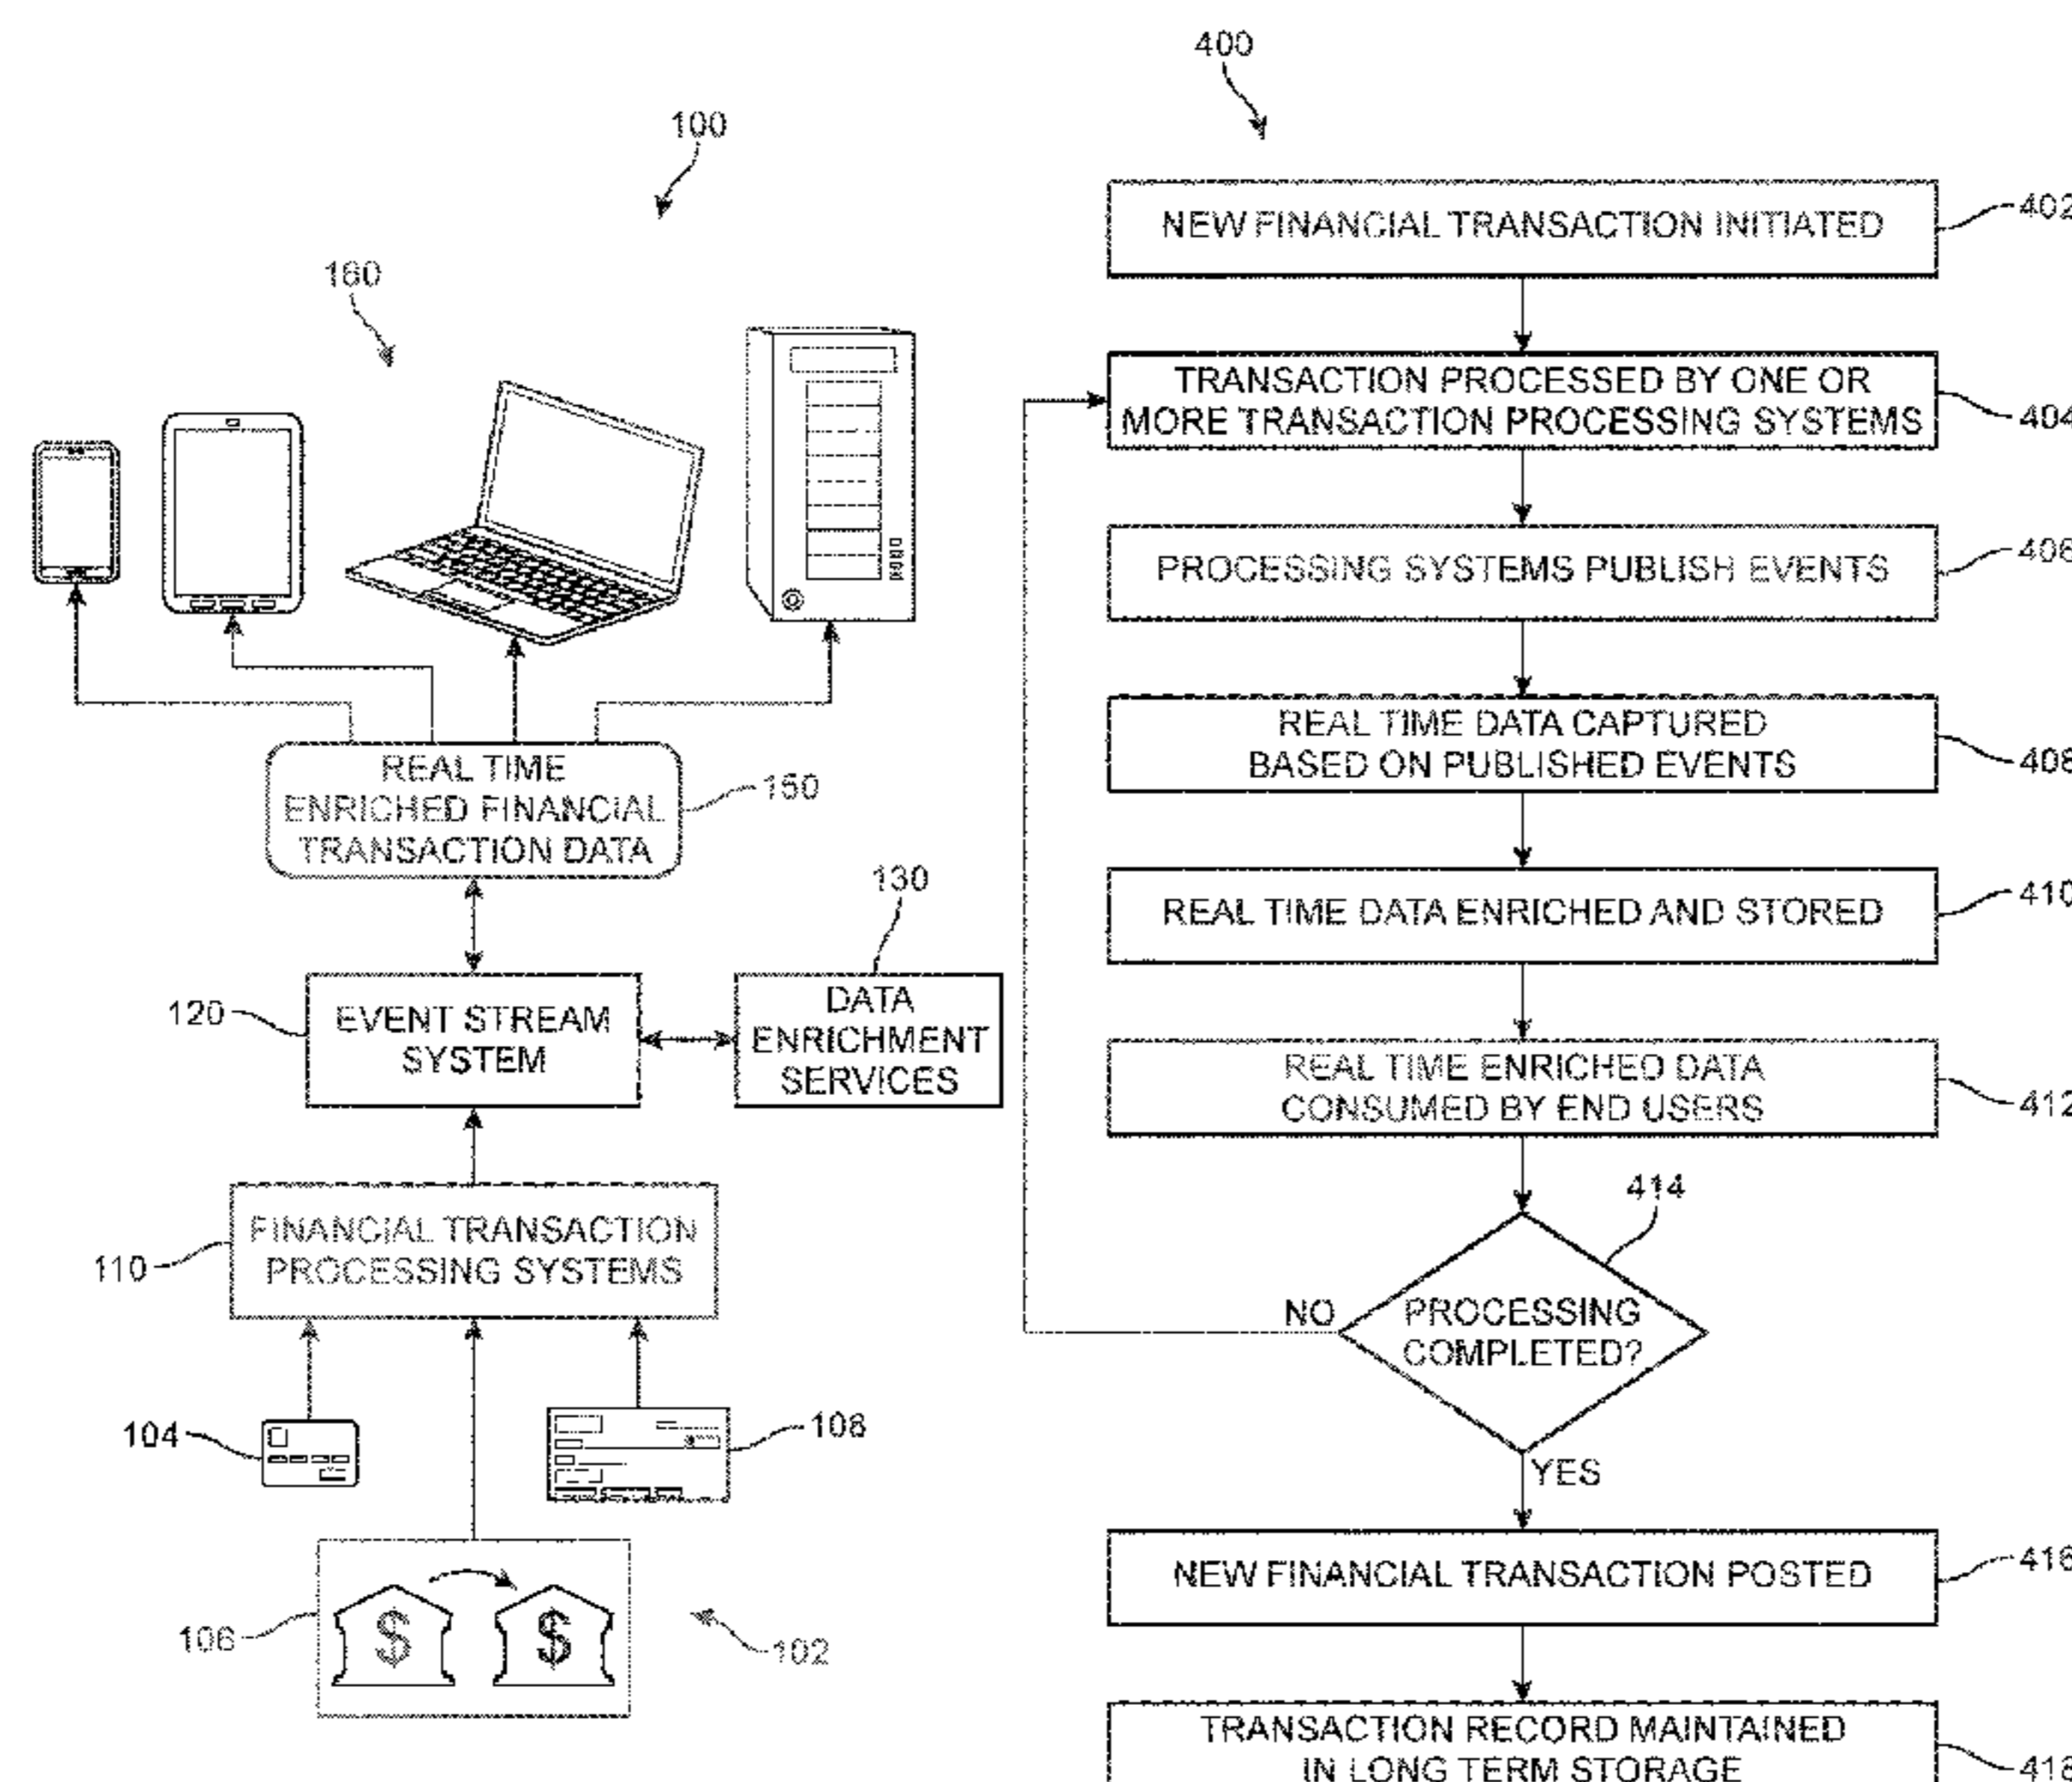 100
160
REAL TIME
ENRICHED FINANCIAL
TRANSACTION DATA
150
130
120
EVENT STREAM
SYSTEM
DATA
ENRICHMENT
SERVICES
110
FINANCIAL TRANSACTION
PROCESSING SYSTEMS
104
108
106
$
$
102
400
NEW FINANCIAL TRANSACTION INITIATED
402
TRANSACTION PROCESSED BY ONE OR
MORE TRANSACTION PROCESSING SYSTEMS
404
PROCESSING SYSTEMS PUBLISH EVENTS
406
REAL TIME DATA CAPTURED
BASED ON PUBLISHED EVENTS
408
REAL TIME DATA ENRICHED AND STORED
410
REAL TIME ENRICHED DATA
CONSUMED BY END USERS
412
414
NO
PROCESSING
COMPLETED?
YES
NEW FINANCIAL TRANSACTION POSTED
416
TRANSACTION RECORD MAINTAINED
IN LONG TERM STORAGE
418